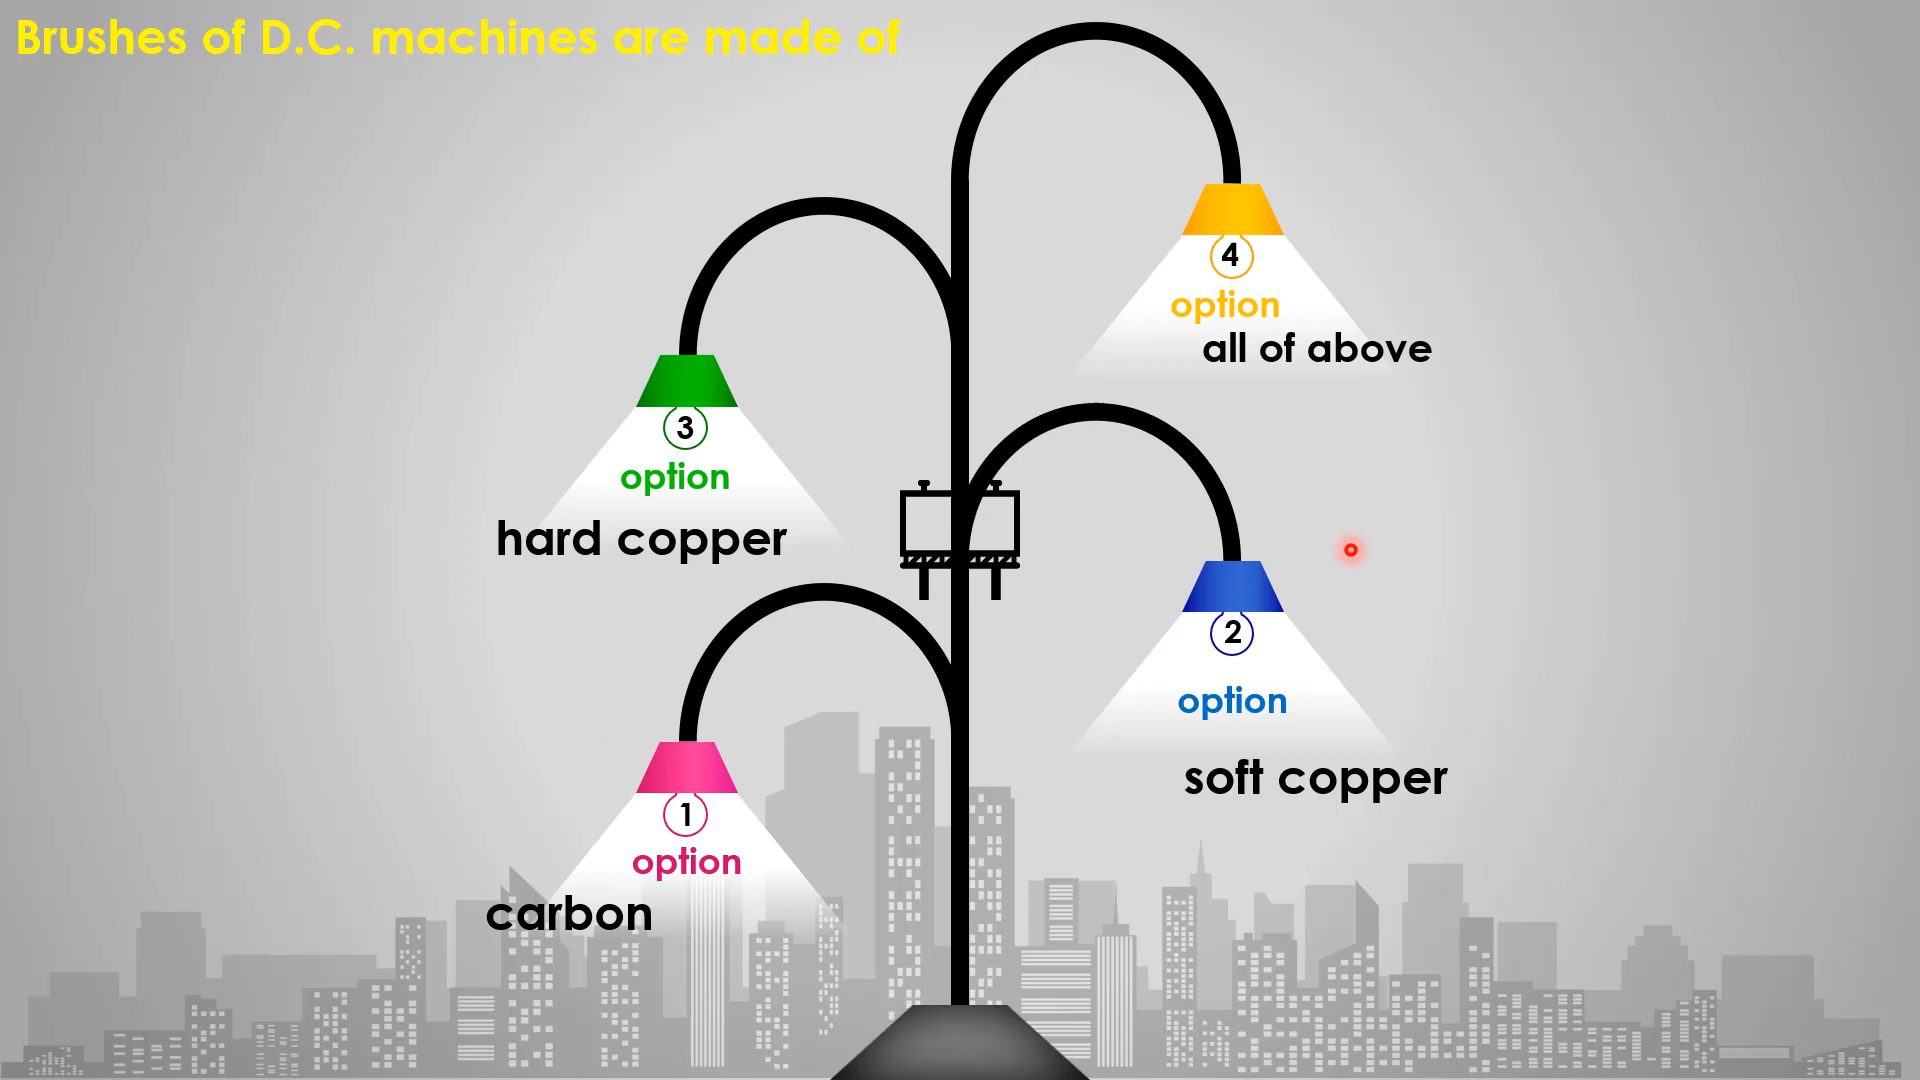 Brushes of D.C. machines are made of
4
option
all of above
3
option
hard copper
2
option
soft copper
1
option
carbon